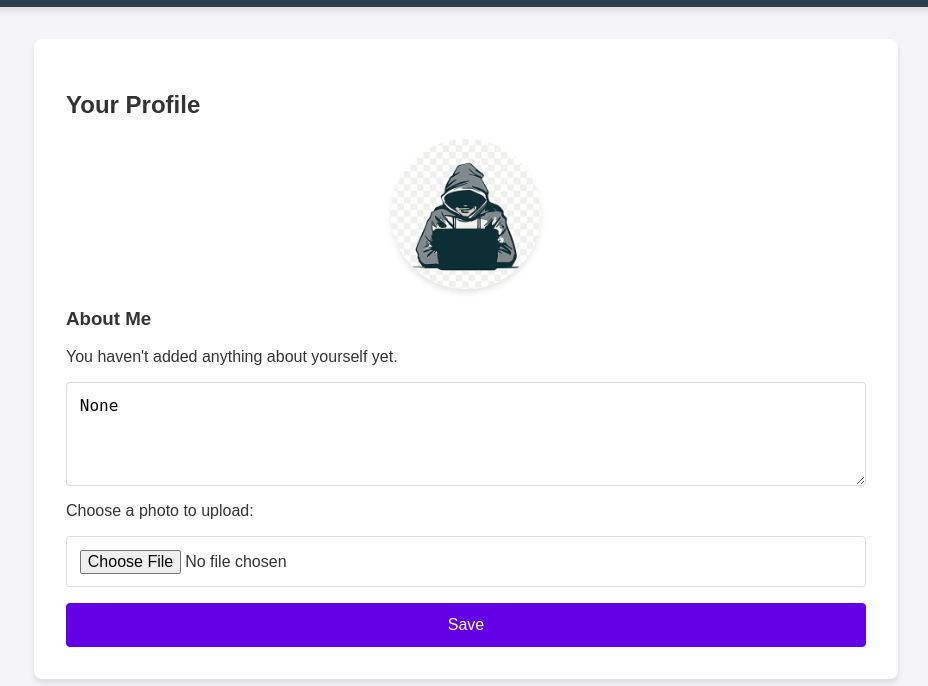 Your Profile
About Me
You haven't added anything about yourself yet.
None
Choose a photo to upload:
Choose File No file chosen
Save